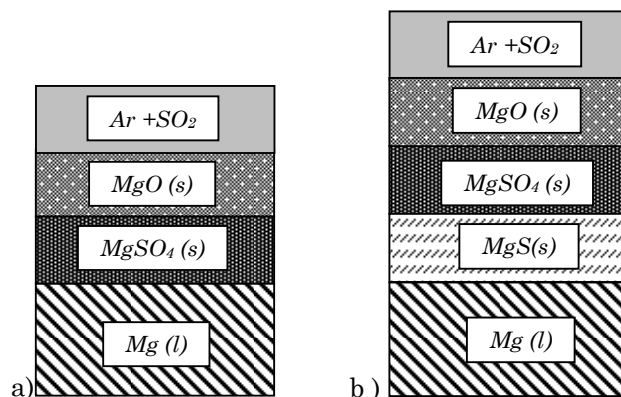 Ar +SO₂
MgO (s)
MgSO₄ (s)
Mg (l)
a)
Ar +SO₂
MgO (s)
MgSO₄ (s)
MgS(s)
Mg (l)
b )